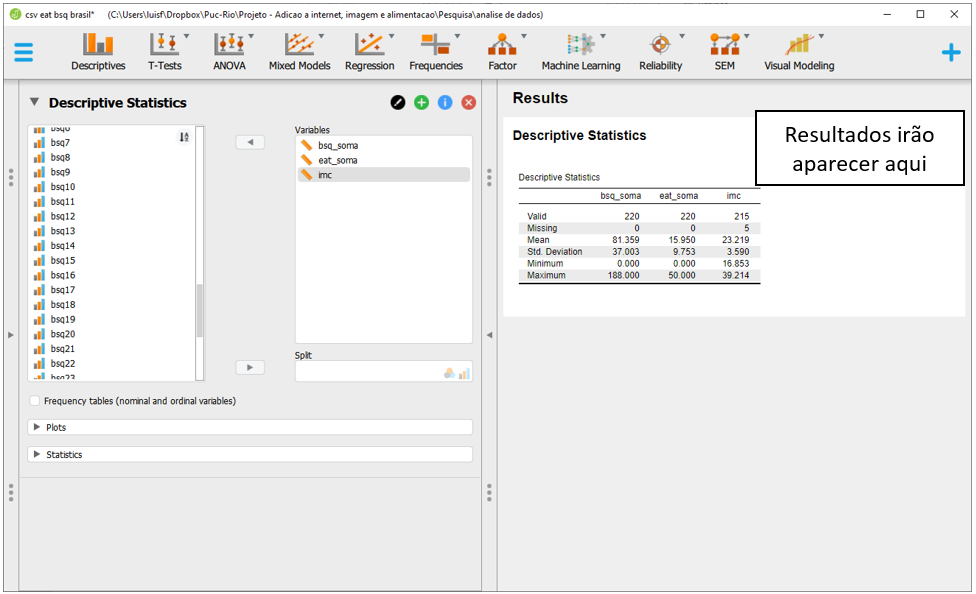 csv eat bsq brasil* (C:\Users\luisf\Dropbox\Puc-Rio\Projeto - Adicao a internet, imagem e alimentacao\Pesquisa\analise de dados)
Descriptives T-Tests ANOVA Mixed Models Regression Frequencies Factor Machine Learning Reliability SEM Visual Modeling
Descriptive Statistics
bsq6
bsq7
bsq8
bsq9
bsq10
bsq11
bsq12
bsq13
bsq14
bsq15
bsq16
bsq17
bsq18
bsq19
bsq20
bsq21
bsq22
bsq23
Variables
bsq_soma
eat_soma
imc
Split
Frequency tables (nominal and ordinal variables)
Plots
Statistics
Results
Descriptive Statistics
Resultados irão
aparecer aqui
Descriptive Statistics
bsq_soma eat_soma imc
Valid 220 220 215
Missing 0 0 5
Mean 81.359 15.950 23.219
Std. Deviation 37.003 9.753 3.590
Minimum 0.000 0.000 16.853
Maximum 188.000 50.000 39.214